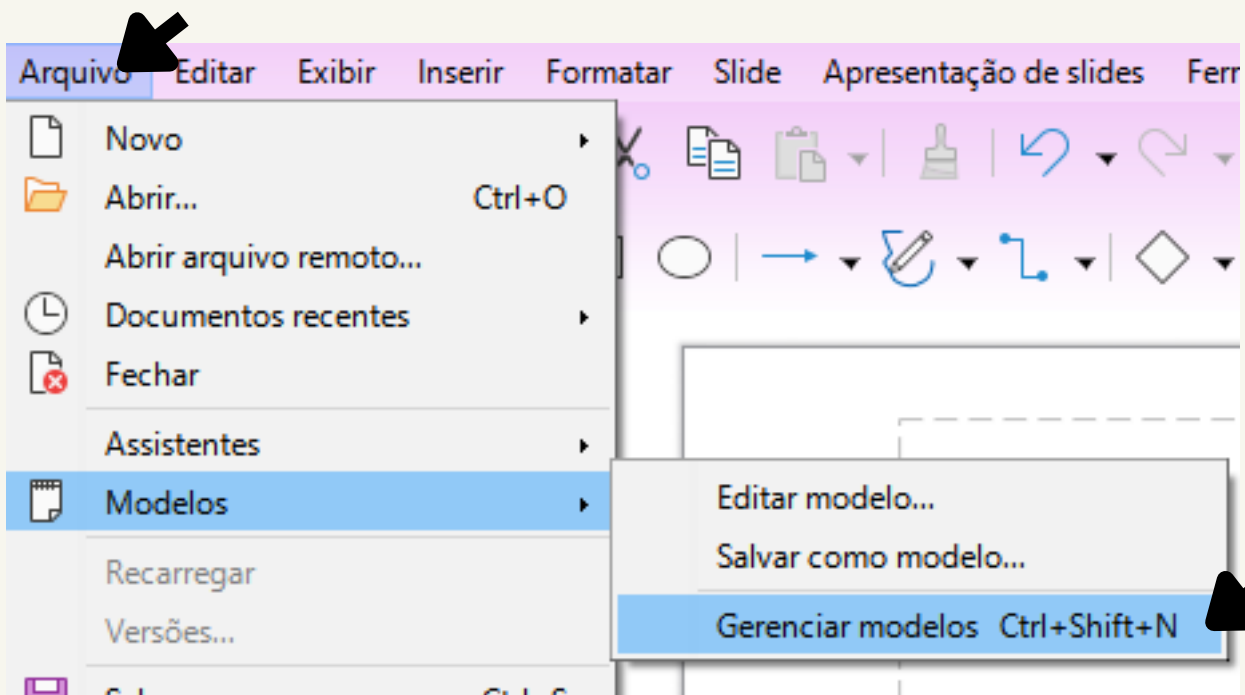 Arquivo Editar Exibir Inserir Formatar Slide Apresentação de slides
Novo
Abrir... Ctrl+O
Abrir arquivo remoto...
Documentos recentes
Fechar
Assistentes
Modelos
Editar modelo...
Salvar como modelo...
Gerenciar modelos Ctrl+Shift+N
Recarregar
Versões...